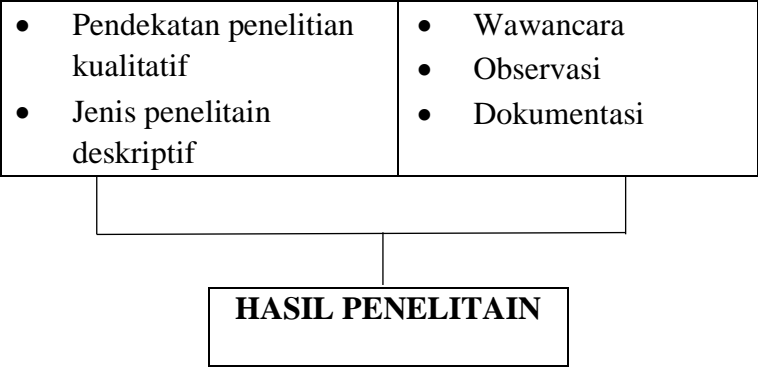 • Pendekatan penelitian
kualitatif
• Jenis penelitain
deskriptif
• Wawancara
• Observasi
• Dokumentasi
HASIL PENELITAIN